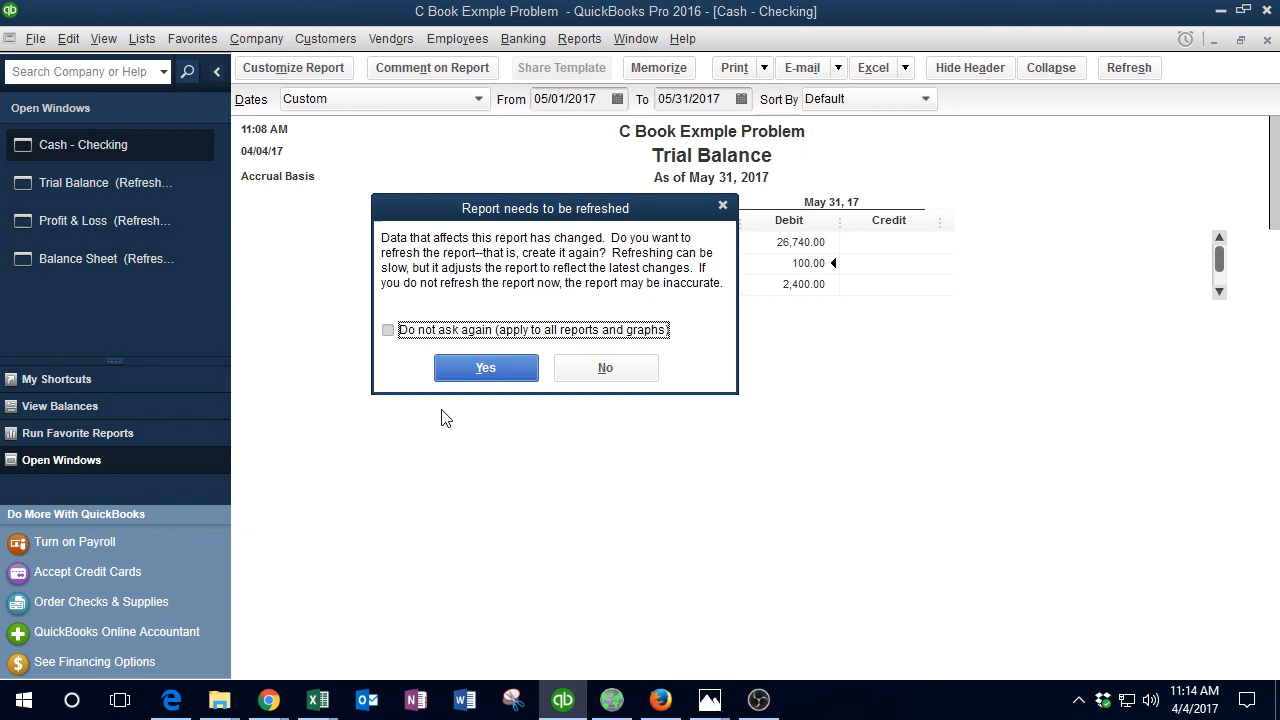 C Book Exmple Problem - QuickBooks Pro 2016 - [Cash - Checking]
File Edit View Lists Favorites Company Customers Vendors Employees Banking Reports Window Help
Search Company or Help
Customize Report Comment on Report Share Template Memorize Print E-mail Excel Hide Header Collapse Refresh
Open Windows
Dates Custom From 05/01/2017 To 05/31/2017 Sort By Default
11:08 AM
04/04/17
Accrual Basis
C Book Exmple Problem
Trial Balance
As of May 31, 2017
Cash - Checking
Trial Balance (Refresh...
Profit & Loss (Refresh...
Balance Sheet (Refres...
May 31, 17
Debit Credit
26,740.00
100.00
2,400.00
Report needs to be refreshed
Data that affects this report has changed. Do you want to
refresh the report--that is, create it again? Refreshing can be
slow, but it adjusts the report to reflect the latest changes. If
you do not refresh the report now, the report may be inaccurate.
Do not ask again (apply to all reports and graphs)
Yes No
My Shortcuts
View Balances
Run Favorite Reports
Open Windows
Do More With QuickBooks
Turn on Payroll
Accept Credit Cards
Order Checks & Supplies
QuickBooks Online Accountant
See Financing Options
11:14 AM
4/4/2017